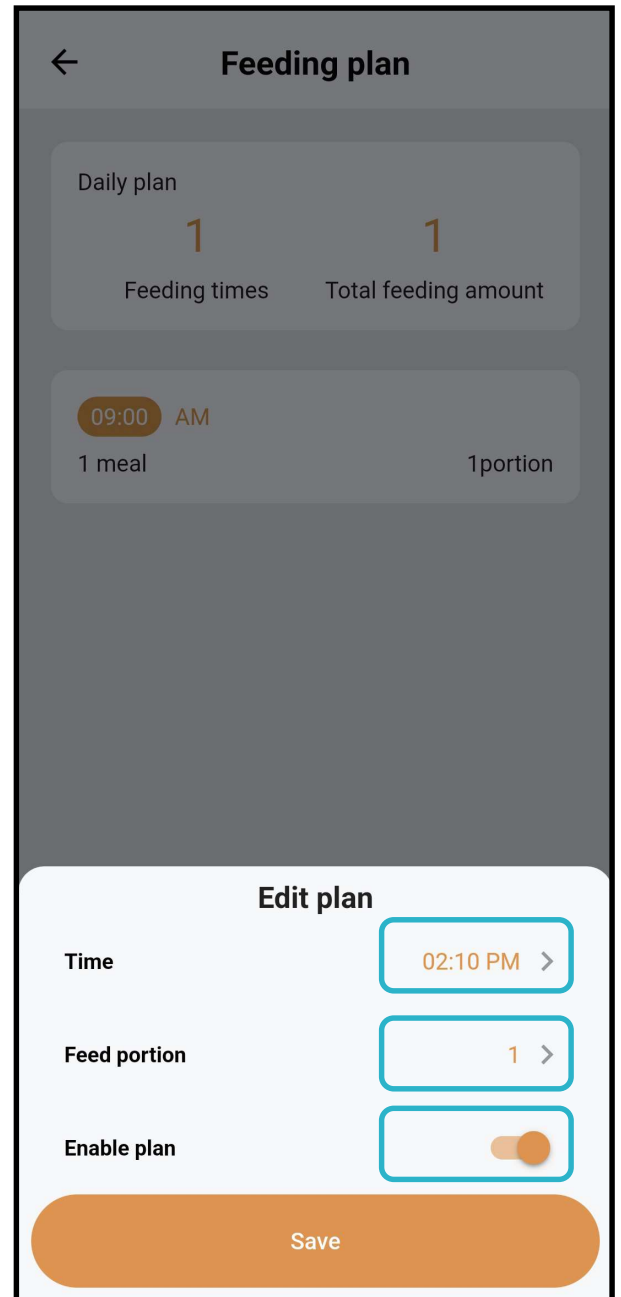 Feeding plan
Daily plan
1 1
Feeding times Total feeding amount
09:00 AM
1 meal 1portion
Edit plan
Time 02:10 PM
Feed portion 1
Enable plan
Save